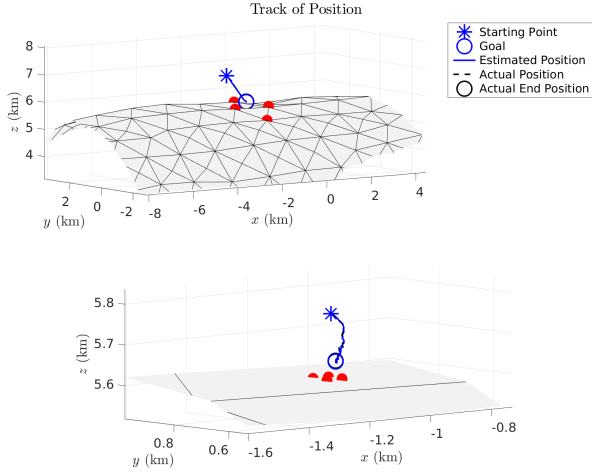 Track of Position
Starting Point
Goal
Estimated Position
Actual Position
Actual End Position
8
7
6
5
4
z (km)
2
0
-2
y (km)
-8
-6
-4
-2
0
2
4
x (km)
5.8
5.7
5.6
z (km)
0.8
0.6
y (km)
-1.6
-1.4
-1.2
-1
-0.8
x (km)